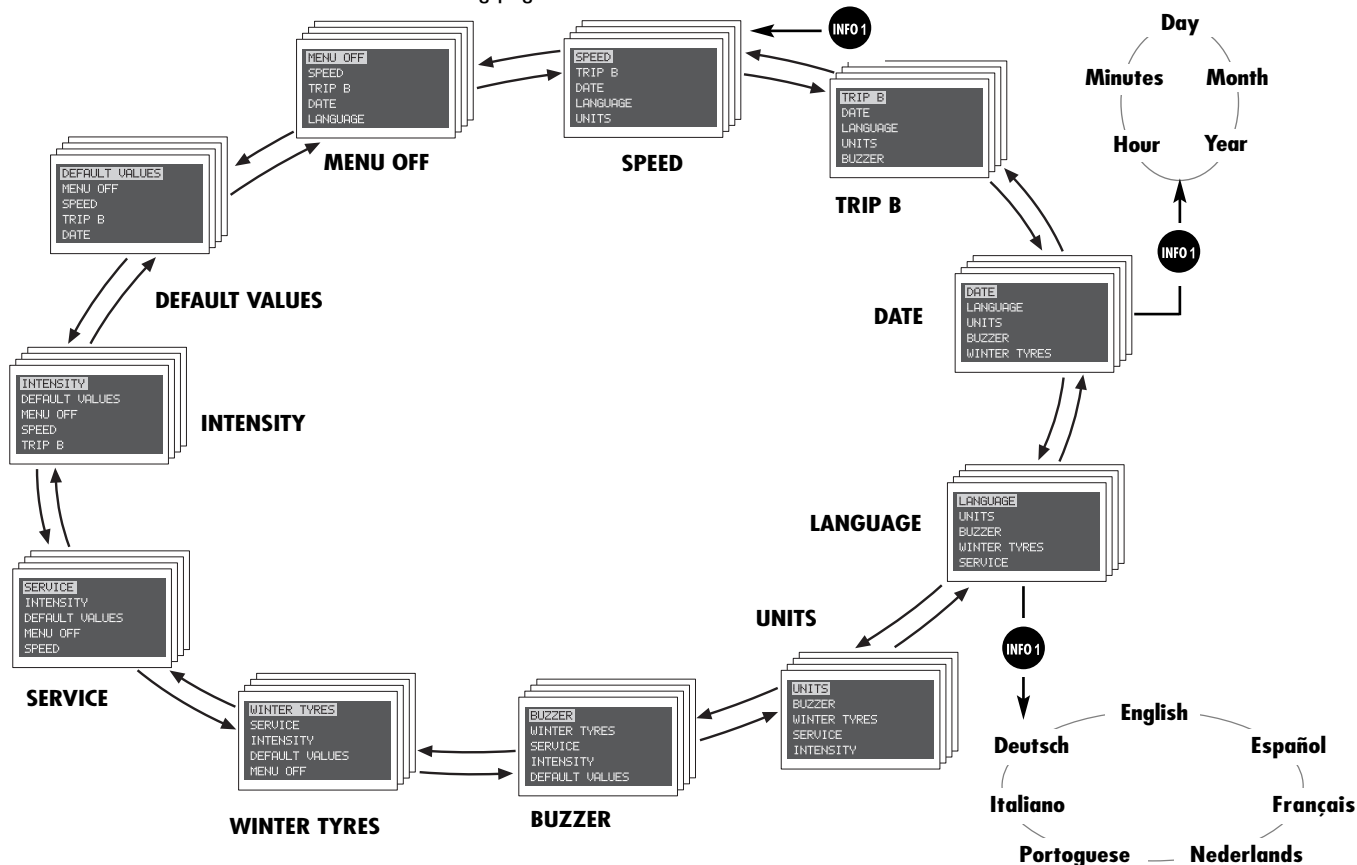 INFO 1
MENU OFF
SPEED
TRIP B
DATE
LANGUAGE
MENU OFF
SPEED
TRIP B
DATE
LANGUAGE
UNITS
SPEED
TRIP B
DATE
LANGUAGE
UNITS
BUZZER
TRIP B
Day
Minutes
Month
Hour
Year
INFO 1
DEFAULT VALUES
MENU OFF
SPEED
TRIP B
DATE
DEFAULT VALUES
DATE
LANGUAGE
UNITS
BUZZER
WINTER TYRES
DATE
INTENSITY
DEFAULT VALUES
MENU OFF
SPEED
TRIP B
INTENSITY
LANGUAGE
UNITS
BUZZER
WINTER TYRES
SERVICE
LANGUAGE
SERVICE
INTENSITY
DEFAULT VALUES
MENU OFF
SPEED
SERVICE
WINTER TYRES
SERVICE
INTENSITY
DEFAULT VALUES
MENU OFF
WINTER TYRES
BUZZER
WINTER TYRES
SERVICE
INTENSITY
DEFAULT VALUES
BUZZER
UNITS
UNITS
BUZZER
WINTER TYRES
SERVICE
INTENSITY
INFO 1
English
Deutsch
Español
Italiano
Français
Portoguese
Nederlands